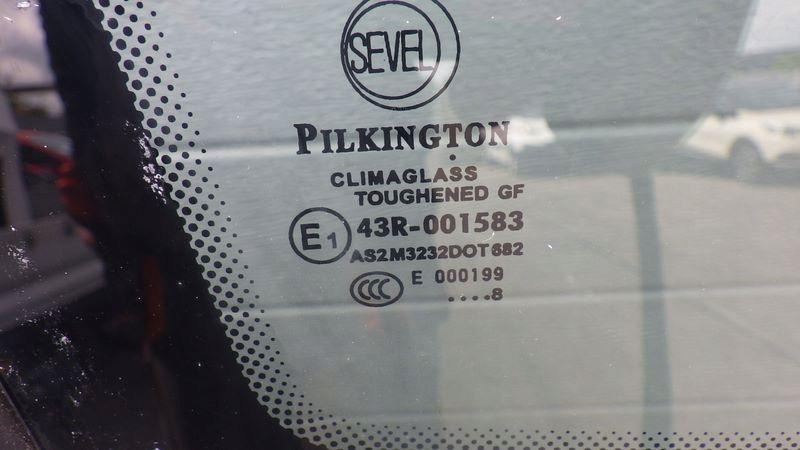 SEVEL
PILKINGTON
CLIMAGLASS
TOUGHENED GF
E1 43R-001583
AS2M3232DOT682
CCC E 000199
....8